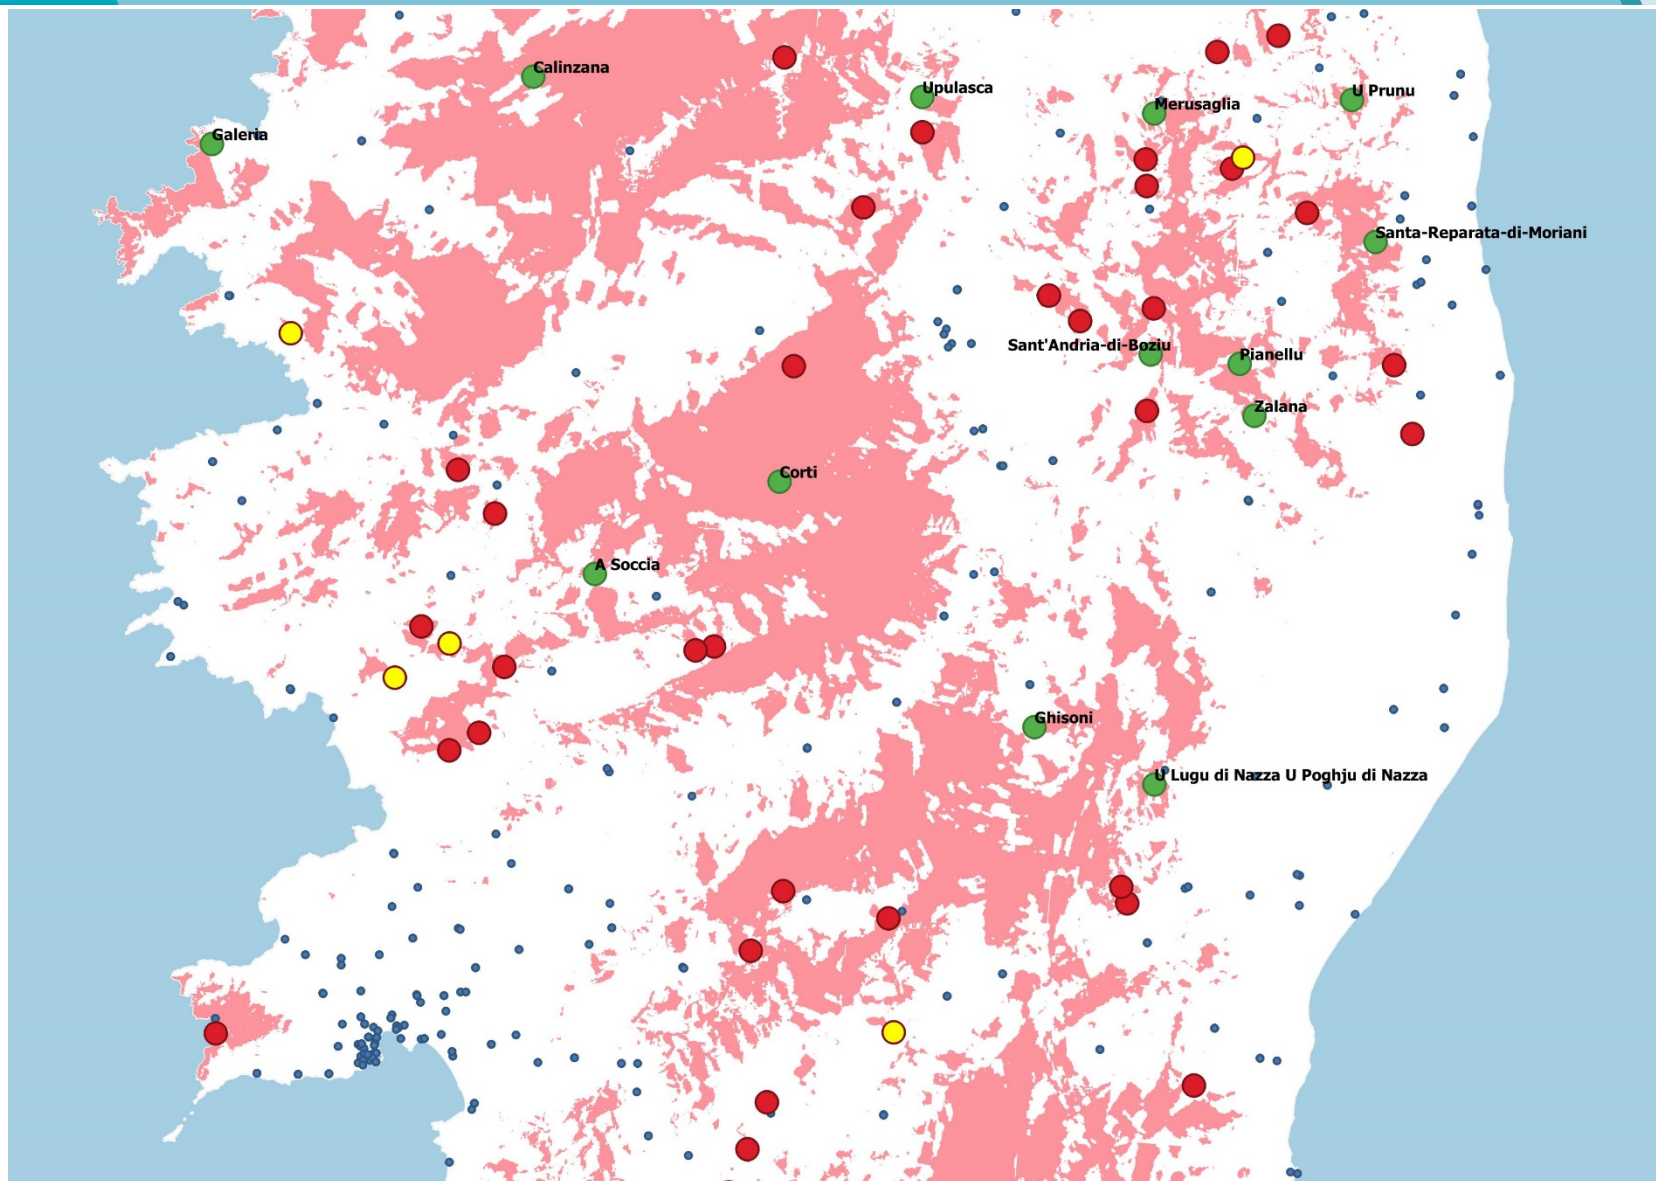 Calinzana
Upulasca
U Prunu
Merusaglia
Galeria
Santa-Reparata-di-Moriani
Sant'Andria-di-Boziu
Pianellu
Zalana
Corti
A Soccia
Ghisoni
U Lugu di Nazza U Poghju di Nazza